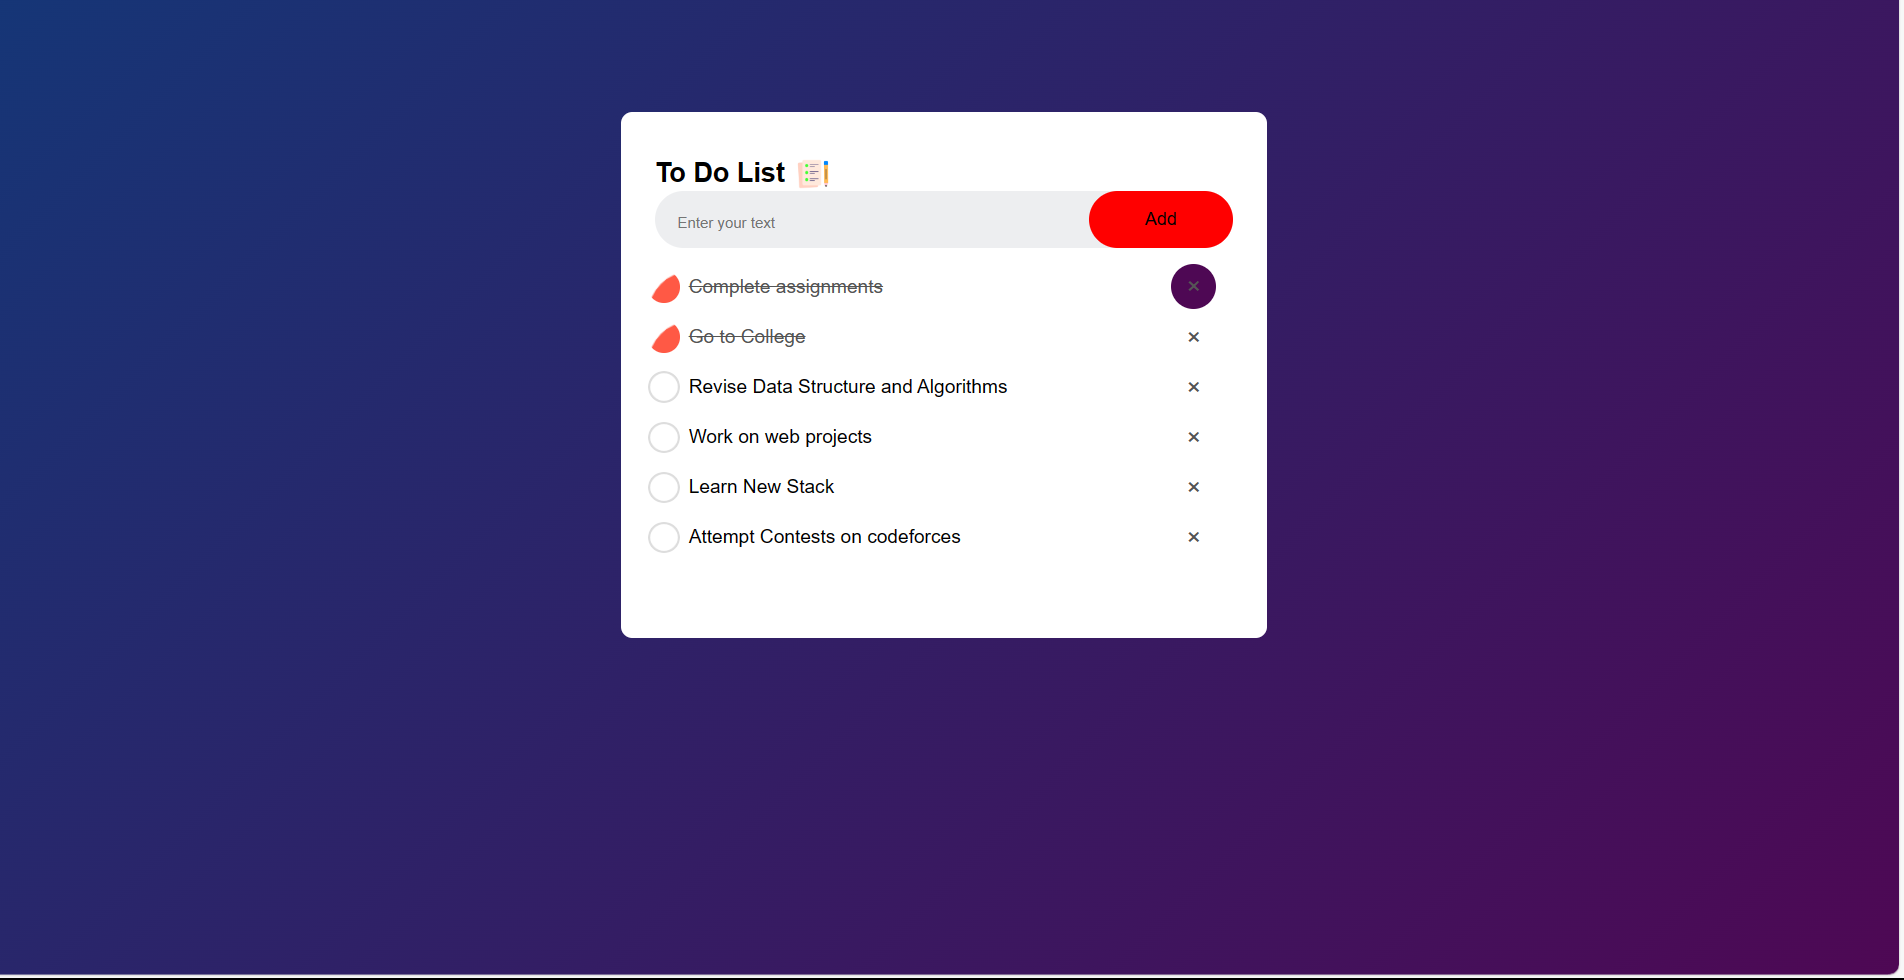 To Do List
Enter your text
Add
Complete assignments
Go to College
Revise Data Structure and Algorithms
Work on web projects
Learn New Stack
Attempt Contests on codeforces